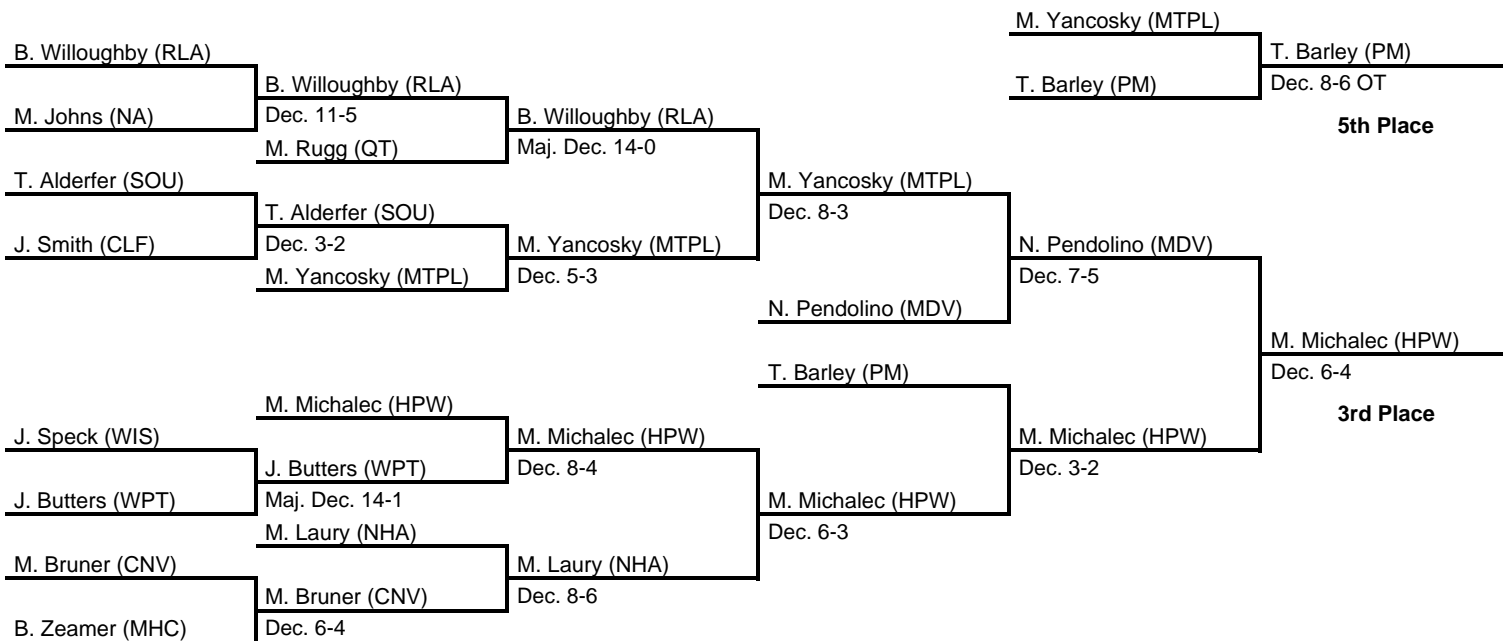 M. Yancosky (MTPL)
B. Willoughby (RLA)
T. Barley (PM)
B. Willoughby (RLA)
T. Barley (PM)
Dec. 8-6 OT
M. Johns (NA)
Dec. 11-5
B. Willoughby (RLA)
5th Place
M. Rugg (QT)
Maj. Dec. 14-0
T. Alderfer (SOU)
M. Yancosky (MTPL)
T. Alderfer (SOU)
Dec. 8-3
J. Smith (CLF)
Dec. 3-2
M. Yancosky (MTPL)
N. Pendolino (MDV)
M. Yancosky (MTPL)
Dec. 5-3
Dec. 7-5
N. Pendolino (MDV)
M. Michalec (HPW)
T. Barley (PM)
Dec. 6-4
M. Michalec (HPW)
3rd Place
J. Speck (WIS)
M. Michalec (HPW)
M. Michalec (HPW)
J. Butters (WPT)
Dec. 8-4
Dec. 3-2
J. Butters (WPT)
Maj. Dec. 14-1
M. Michalec (HPW)
M. Laury (NHA)
Dec. 6-3
M. Bruner (CNV)
M. Laury (NHA)
M. Bruner (CNV)
Dec. 8-6
B. Zeamer (MHC)
Dec. 6-4